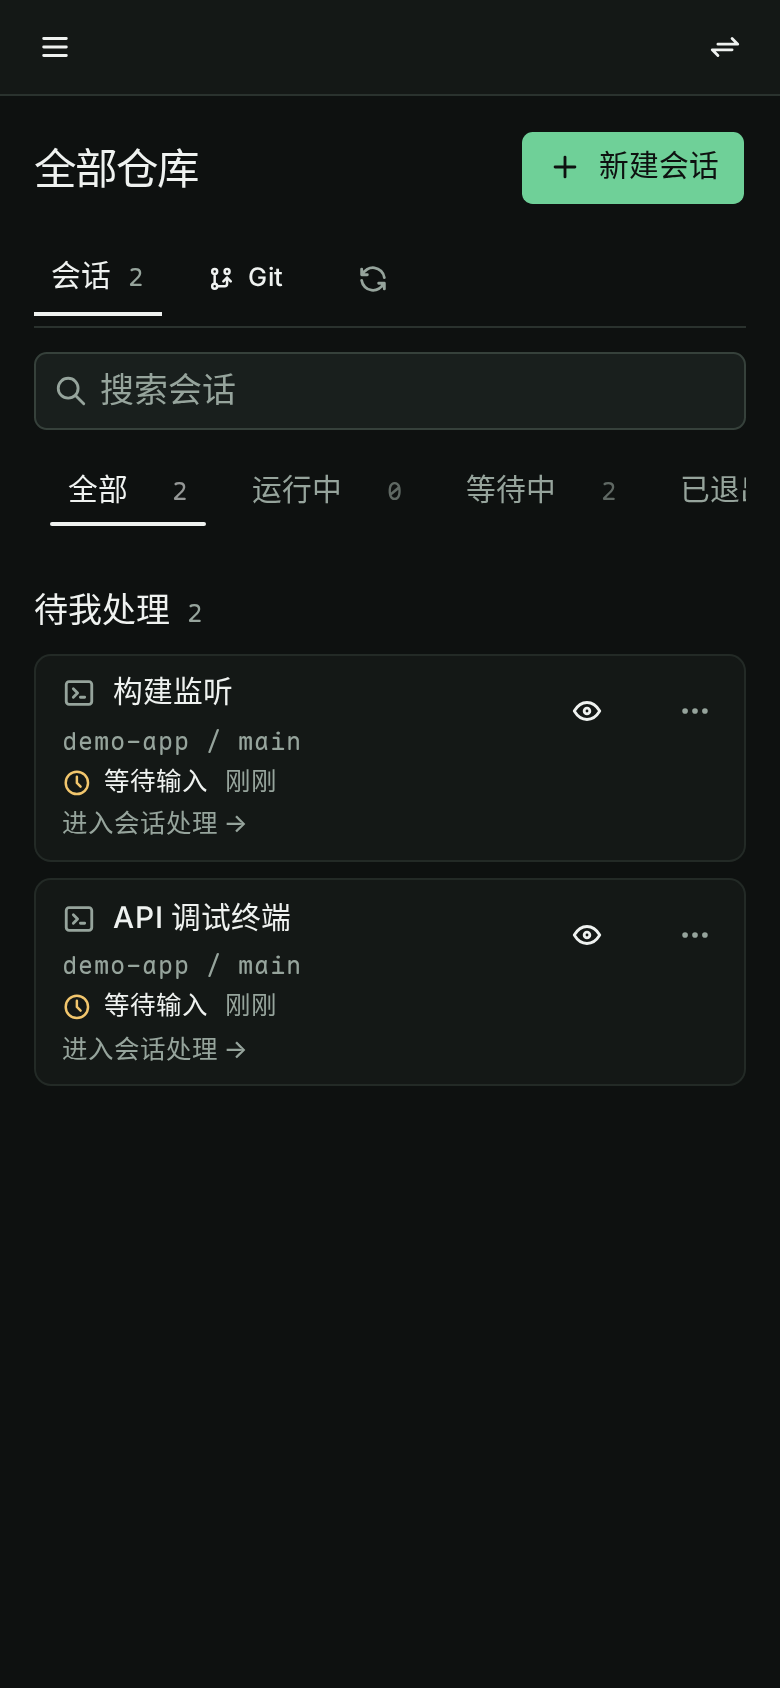 全部仓库
新建会话
会话 2 Git
搜索会话
全部 2 运行中 0 等待中 2 已退
待我处理 2
构建监听
demo-app / main
等待输入 刚刚
进入会话处理 →
API 调试终端
demo-app / main
等待输入 刚刚
进入会话处理 →